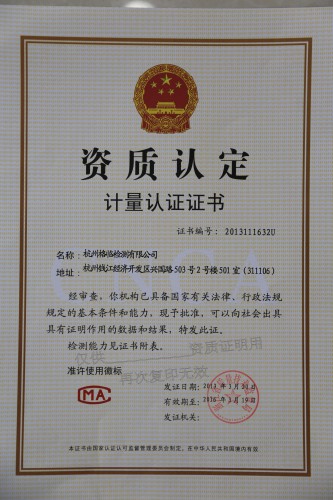 资质认定
计量认证证书
证书编号：2013111632U
名称：杭州格临检测有限公司
地址：杭州钱江经济开发区兴国路503号2号楼501室(311106)
经审查，你机构已具备国家有关法律、行政法规
规定的基本条件和能力，现予批准，可以向社会出具
具有证明作用的数据和结果，特发此证。
检测能力见证书附表。
仅供
资质证明用
再次复印无效
准许使用徽标
MA
发证日期：2013年3月20日
有效期至：2016年3月19日
发证机关：
本证书由国家认证认可监督管理委员会制定，在中华人民共和国境内有效